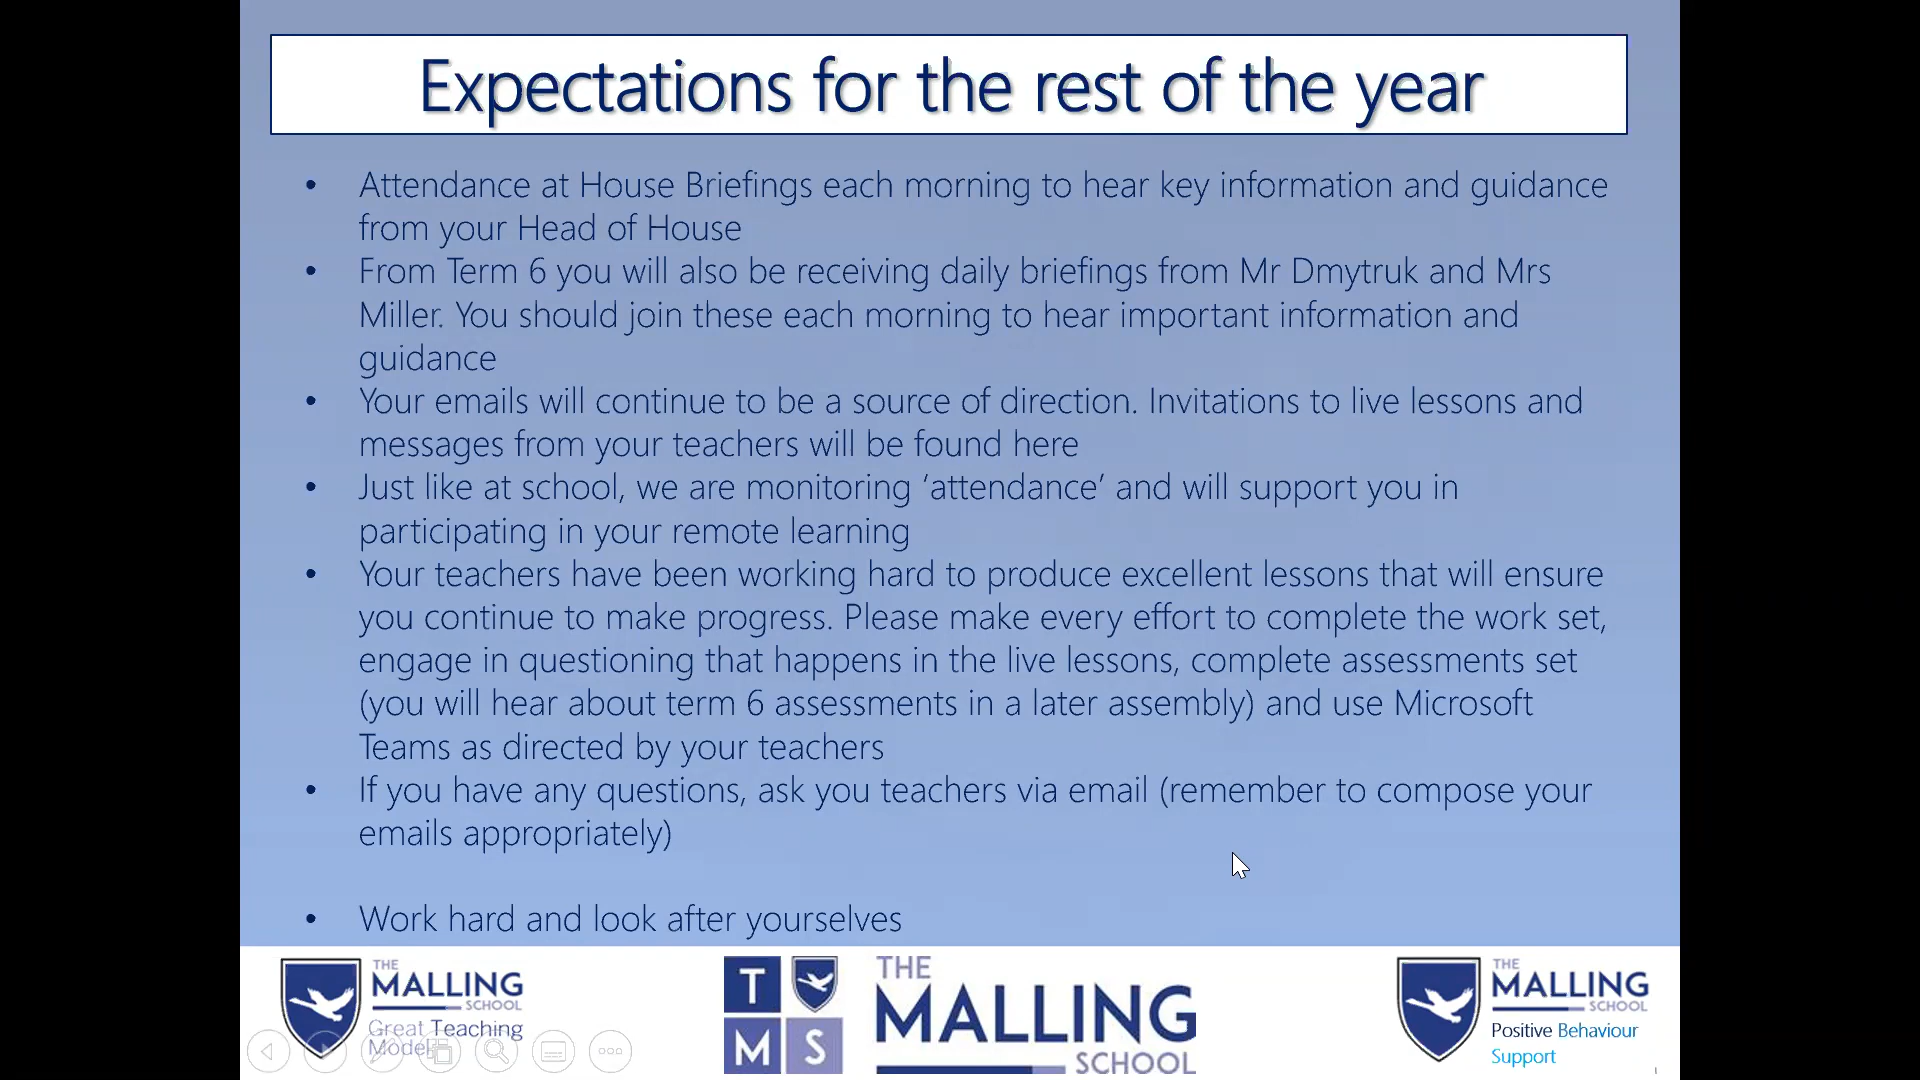 Expectations for the rest of the year
• Attendance at House Briefings each morning to hear key information and guidance
from your Head of House
• From Term 6 you will also be receiving daily briefings from Mr Dmytruk and Mrs
Miller. You should join these each morning to hear important information and
guidance
• Your emails will continue to be a source of direction. Invitations to live lessons and
messages from your teachers will be found here
• Just like at school, we are monitoring ‘attendance’ and will support you in
participating in your remote learning
• Your teachers have been working hard to produce excellent lessons that will ensure
you continue to make progress. Please make every effort to complete the work set,
engage in questioning that happens in the live lessons, complete assessments set
(you will hear about term 6 assessments in a later assembly) and use Microsoft
Teams as directed by your teachers
• If you have any questions, ask you teachers via email (remember to compose your
emails appropriately)
• Work hard and look after yourselves
THE
MALLING
SCHOOL
Great Teaching
Model
T
M S
THE
MALLING
SCHOOL
THE
MALLING
SCHOOL
Positive Behaviour
Support